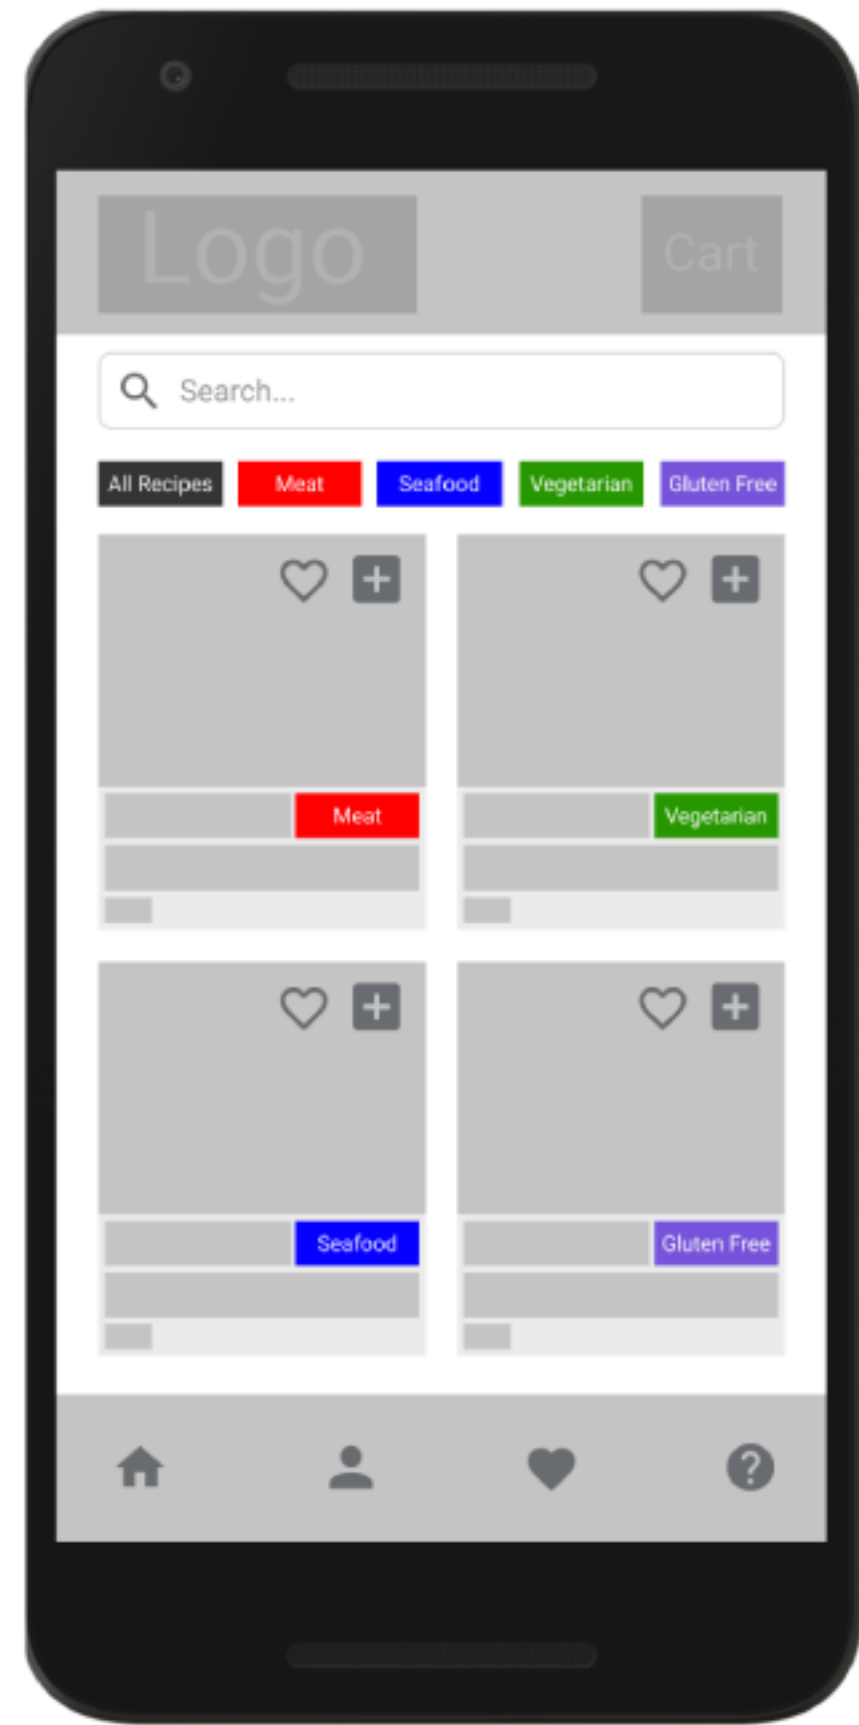 Logo
Cart
Search...
All Recipes Meat Seafood Vegetarian Gluten Free
Meat
Vegetarian
Seafood
Gluten Free